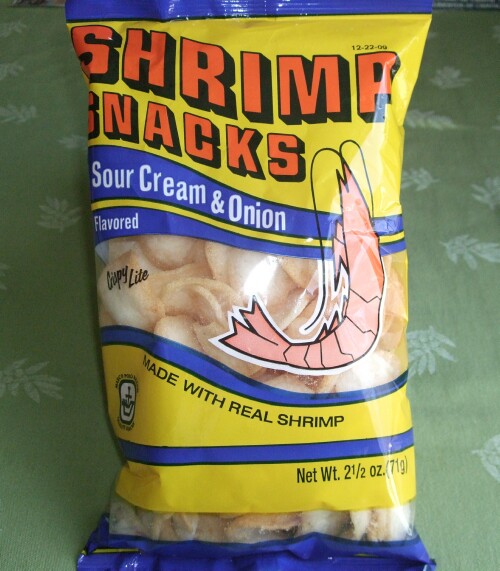 12-22-09
SHRIMP
SNACKS
Sour Cream & Onion
Flavored
Crispy Lite
MADE WITH REAL SHRIMP
Net Wt. 2 1/2 oz. (71g)